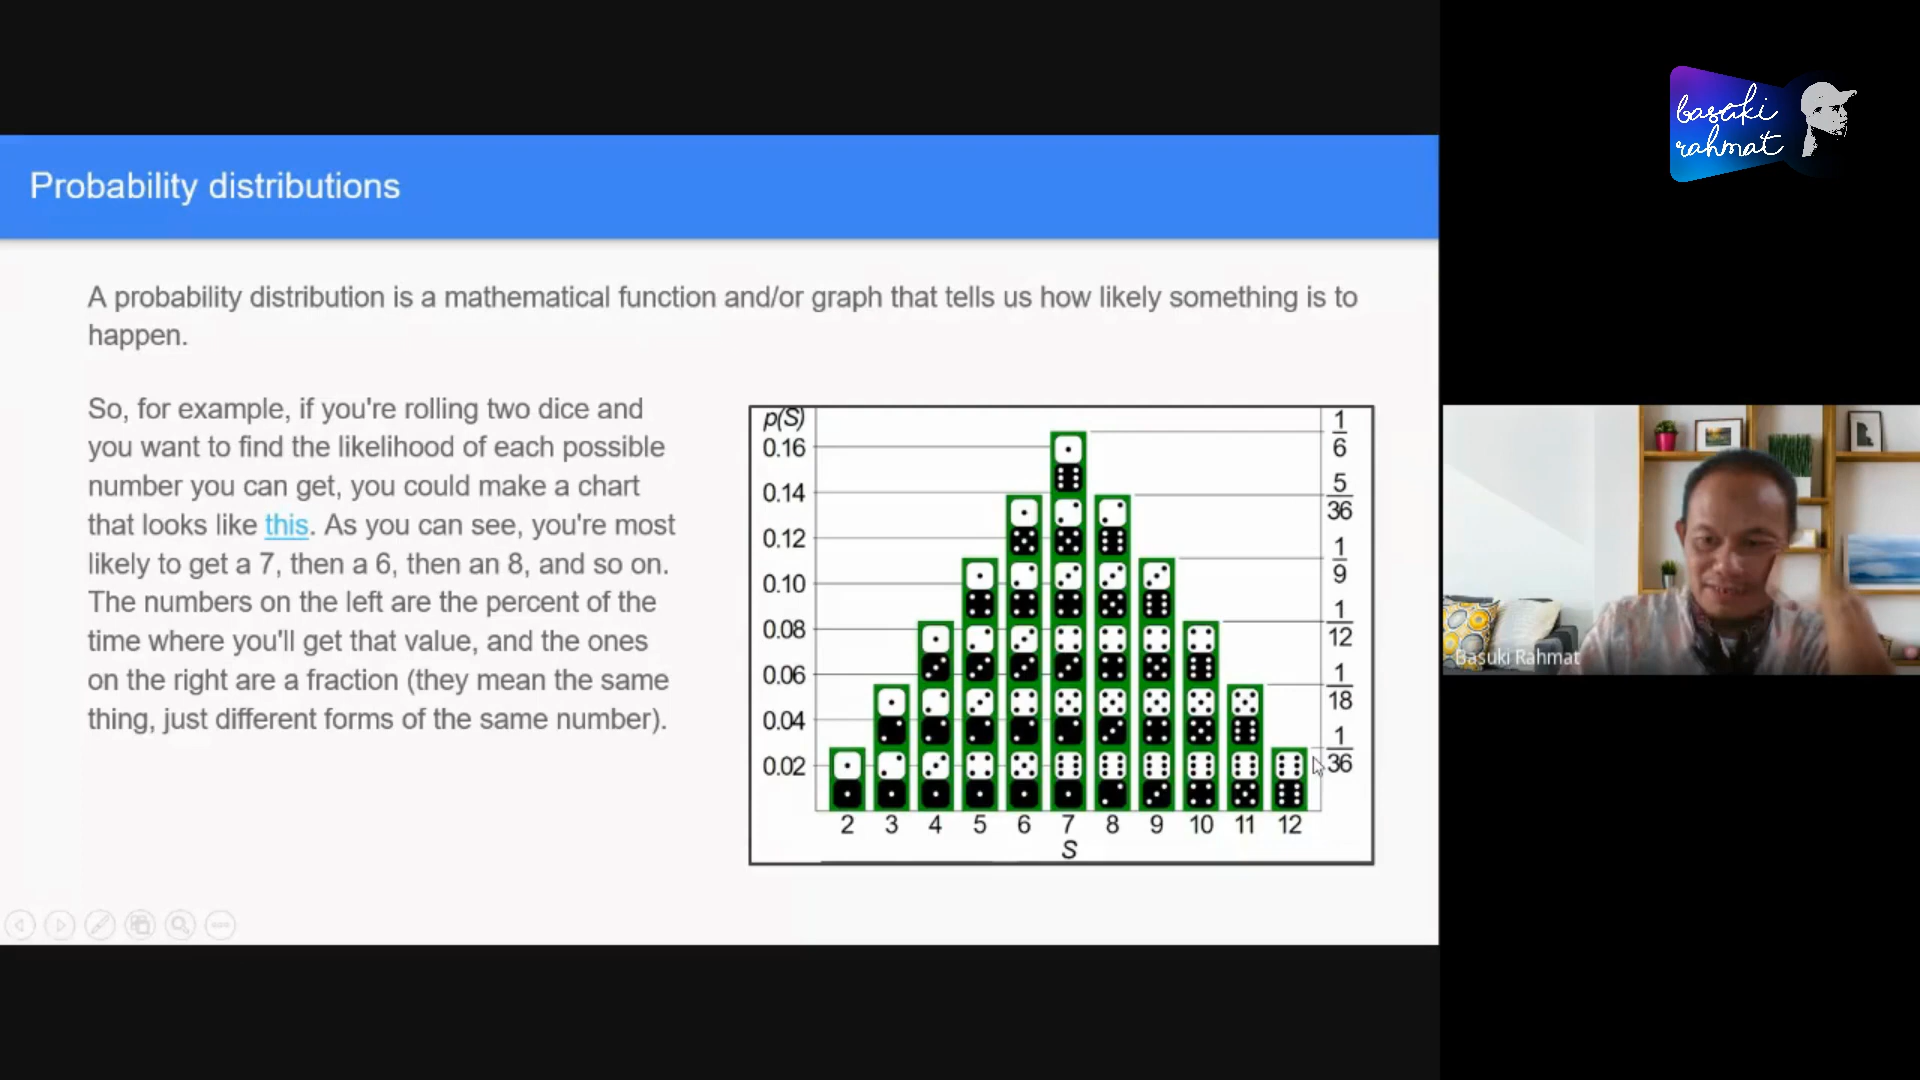 basuki
rahmat
Probability distributions
A probability distribution is a mathematical function and/or graph that tells us how likely something is to
happen.
So, for example, if you're rolling two dice and
you want to find the likelihood of each possible
number you can get, you could make a chart
that looks like this. As you can see, you're most
likely to get a 7, then a 6, then an 8, and so on.
The numbers on the left are the percent of the
time where you'll get that value, and the ones
on the right are a fraction (they mean the same
thing, just different forms of the same number).
p(S)
0.16
0.14
0.12
0.10
0.08
0.06
0.04
0.02
1
6
5
36
1
9
1
12
1
18
1
36
2 3 4 5 6 7 8 9 10 11 12
S
Basuki Rahmat